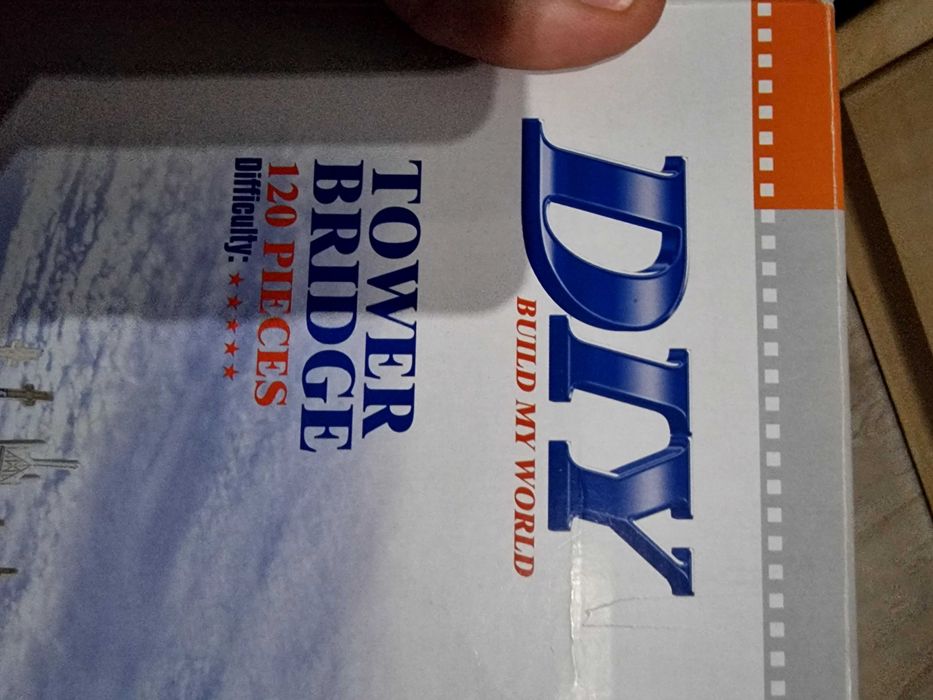 DIY
BUILD MY WORLD
TOWER
BRIDGE
120 PIECES
Difficulty: ★★★★★